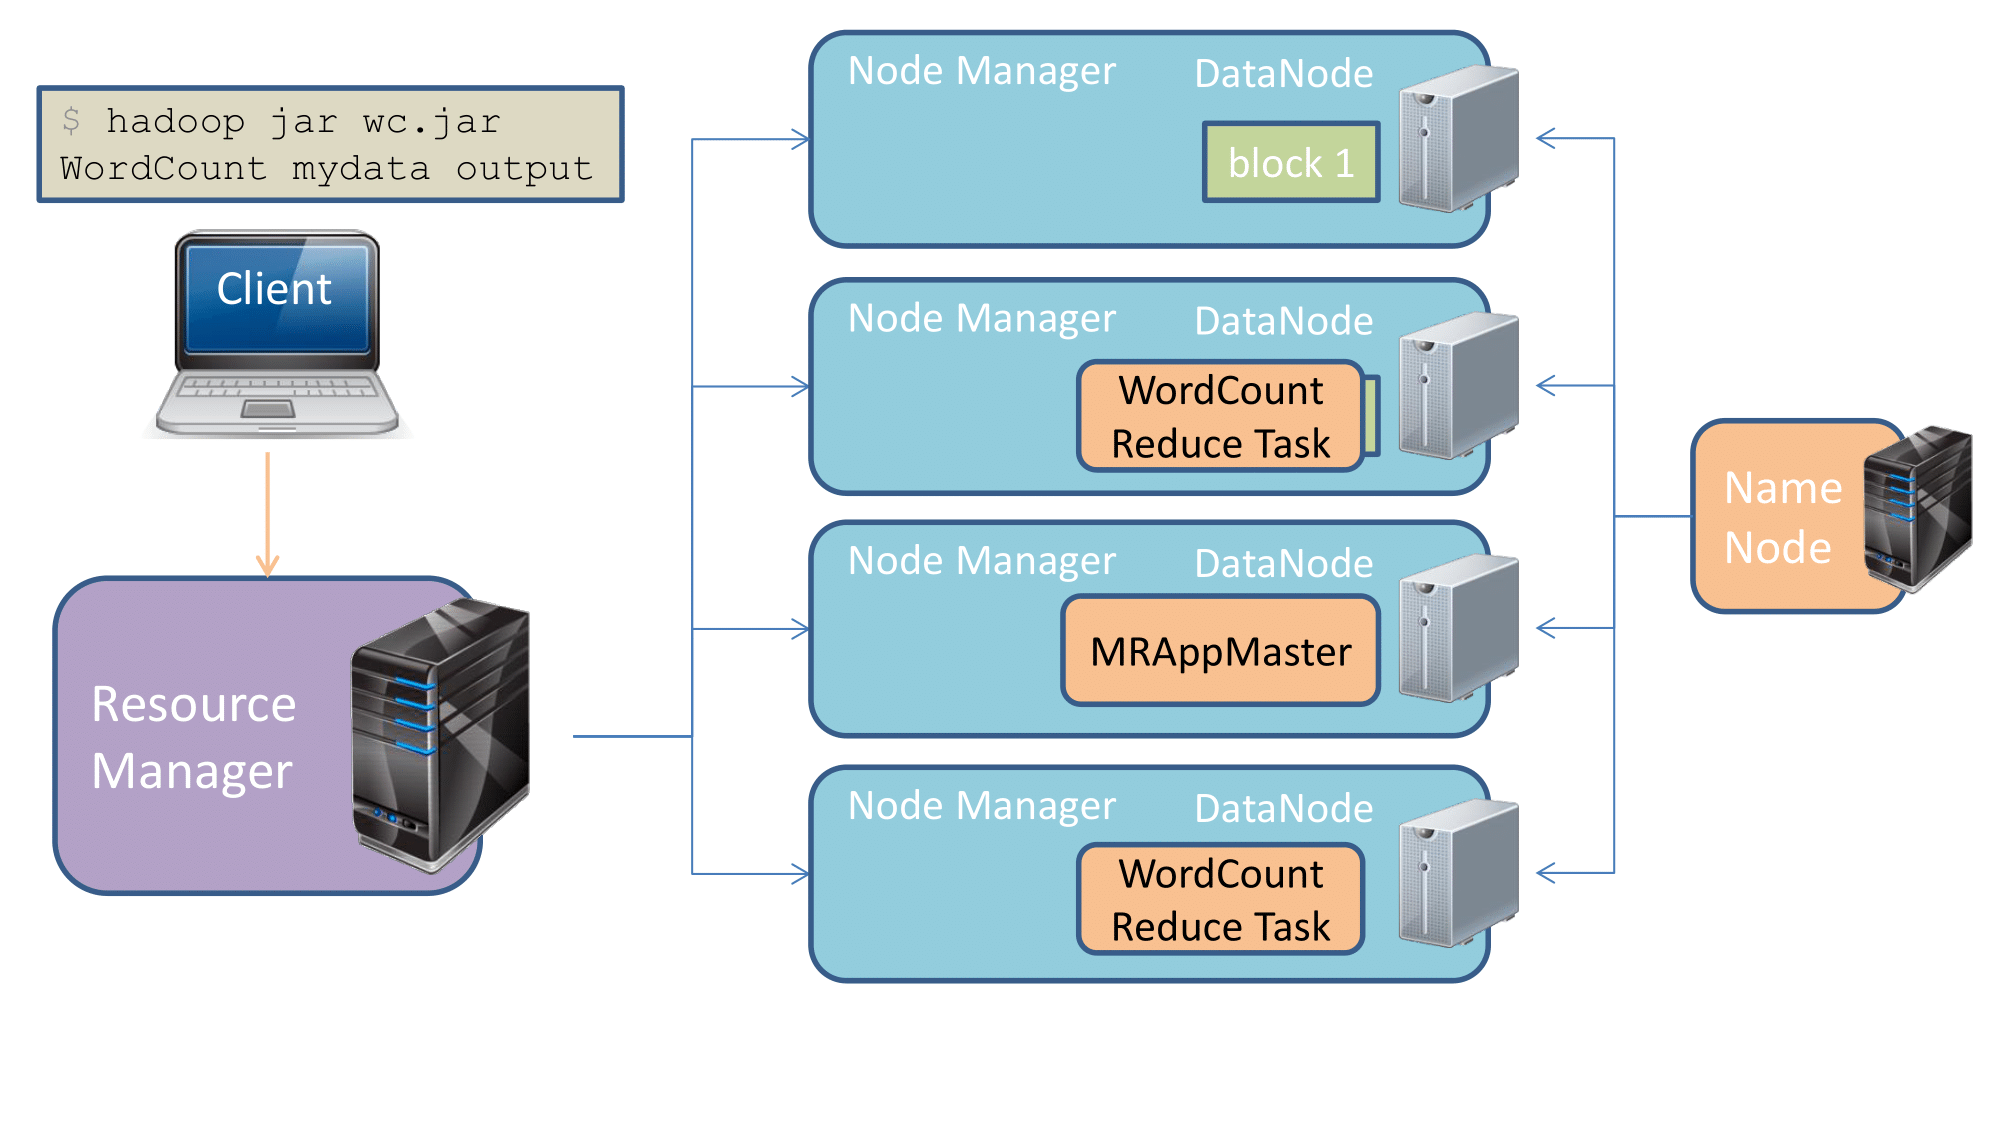 $ hadoop jar wc.jar
WordCount mydata output
Client
Resource
Manager
Node Manager
DataNode
block 1
Node Manager
DataNode
WordCount
Reduce Task
Node Manager
DataNode
MRAppMaster
Node Manager
DataNode
WordCount
Reduce Task
Name
Node